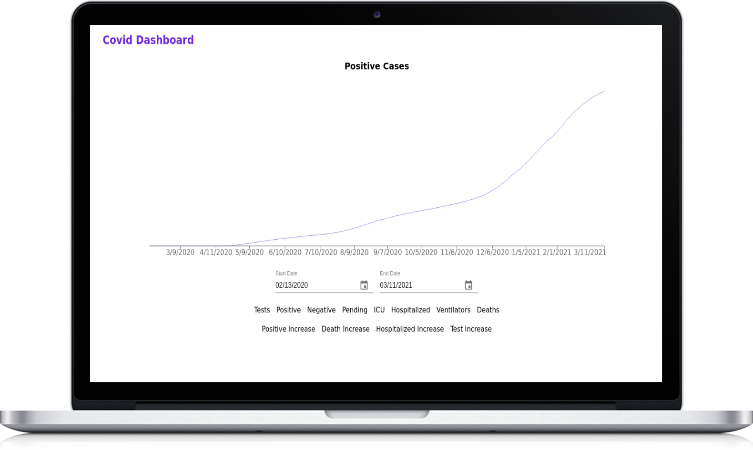 Covid Dashboard
Positive Cases
3/9/2020 4/11/2020 5/9/2020 6/10/2020 7/10/2020 8/9/2020 9/7/2020 10/5/2020 11/6/2020 12/6/2020 1/5/2021 2/1/2021 3/11/2021
Start Date End Date
02/13/2020 03/11/2021
Tests Positive Negative Pending ICU Hospitalized Ventilators Deaths
Positive Increase Death Increase Hospitalized Increase Test Increase